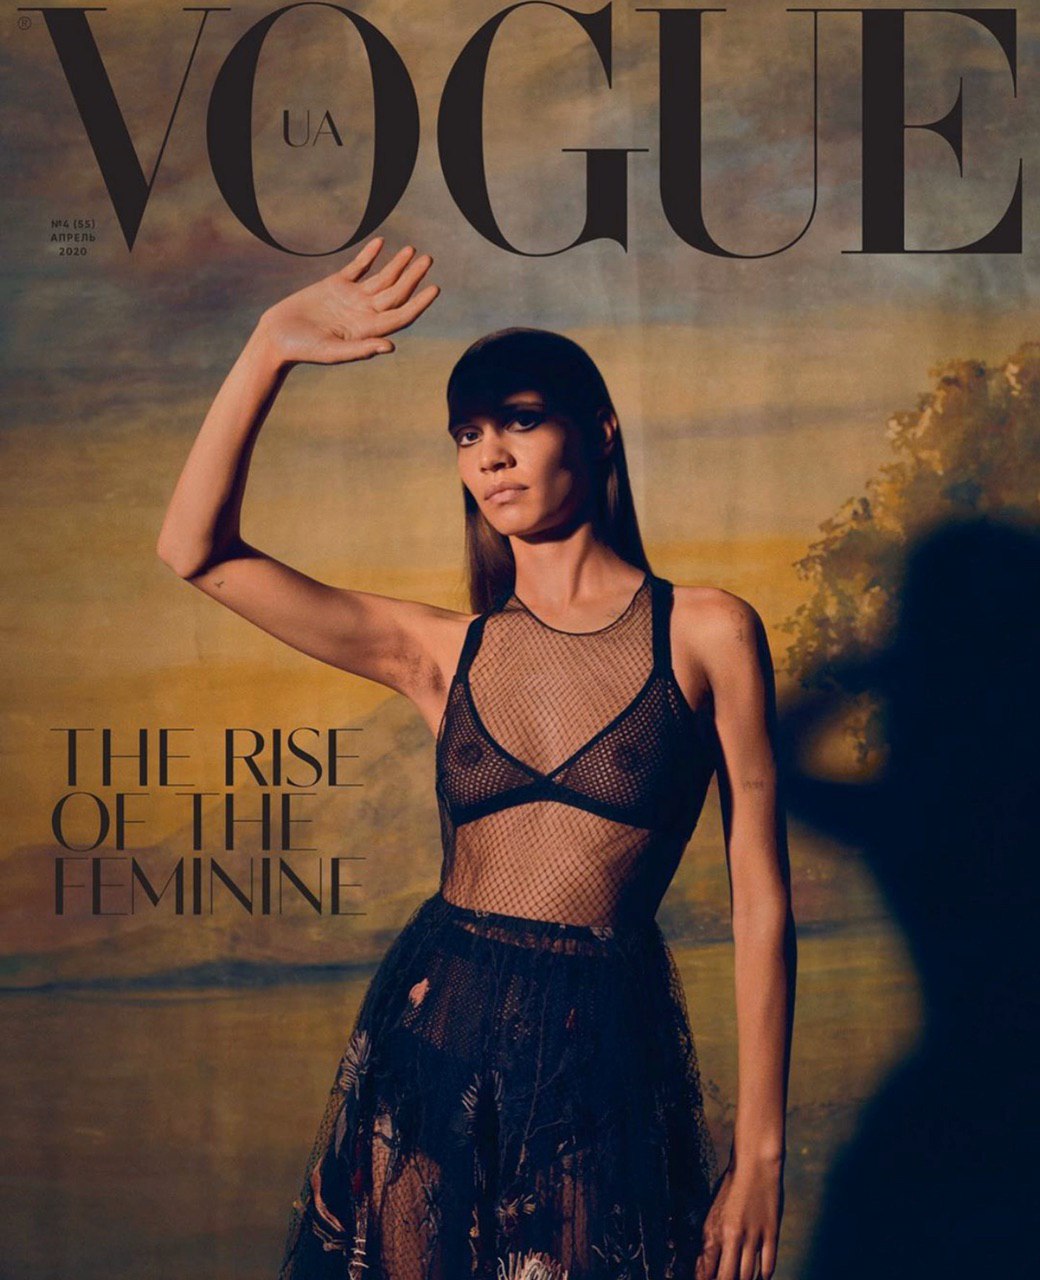 ®
VOGUE
UA
№4 (55)
АПРЕЛЬ
2020
THE RISE
OF THE
FEMININE